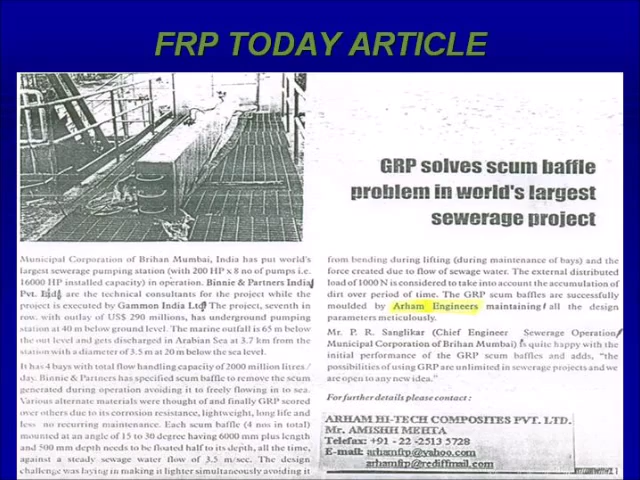 FRP TODAY ARTICLE
GRP solves scum baffle
problem in world's largest
sewerage project
Municipal Corporation of Brihan Mumbai, India has put world's
largest sewerage pumping station (with 200 HP x 8 no of pumps i.e.
16000 HP installed capacity) in operation. Binnie & Partners India
Pvt. Ltd. are the technical consultants for the project while the
project is executed by Gammon India Ltd. The project, seventh in
row. with outlay of US$ 290 millions, has underground pumping
station at 40 m below ground level. The marine outfall is 65 m below
the out level and gets discharged in Arabian Sea at 3.7 km from the
station with a diameter of 3.5 m at 20 m below the sea level.
It has 4 bays with total flow handling capacity of 2000 million litres /
day. Binnie & Partners has specified scum baffle to remove the scum
generated during operation avoiding it to freely flowing in to sea.
Various alternate materials were thought of and finally GRP scored
over others due to its corrosion resistance, lightweight, long life and
less no recurring maintenance. Each scum baffle (4 nos in total)
mounted at an angle of 15 to 30 degree having 6000 mm plus length
and 500 mm depth needs to be floated half to its depth, all the time,
against a steady sewage water flow of 3.5 m/sec. The design
challenge was laying in making it lighter simultaneously avoiding it
from bending during lifting (during maintenance of bays) and the
force created due to flow of sewage water. The external distributed
load of 1000 N is considered to take into account the accumulation of
dirt over period of time. The GRP scum baffles are successfully
moulded by Arham Engineers maintaining all the design
parameters meticulously.
Mr. P. R. Sanglikar (Chief Engineer Sewerage Operation
Municipal Corporation of Brihan Mumbai) is quite happy with the
initial performance of the GRP scum baffles and adds, "the
possibilities of using GRP are unlimited in sewerage projects and we
are open to any new idea."
For further details please contact :
ARHAM HI-TECH COMPOSITES PVT. LTD.
Mr. AMISHH MEHTA
Telefax: +91 - 22 -2513 5728
E-mail: arhamfrp@yahoo.com
arhamfrp@rediffmail.com